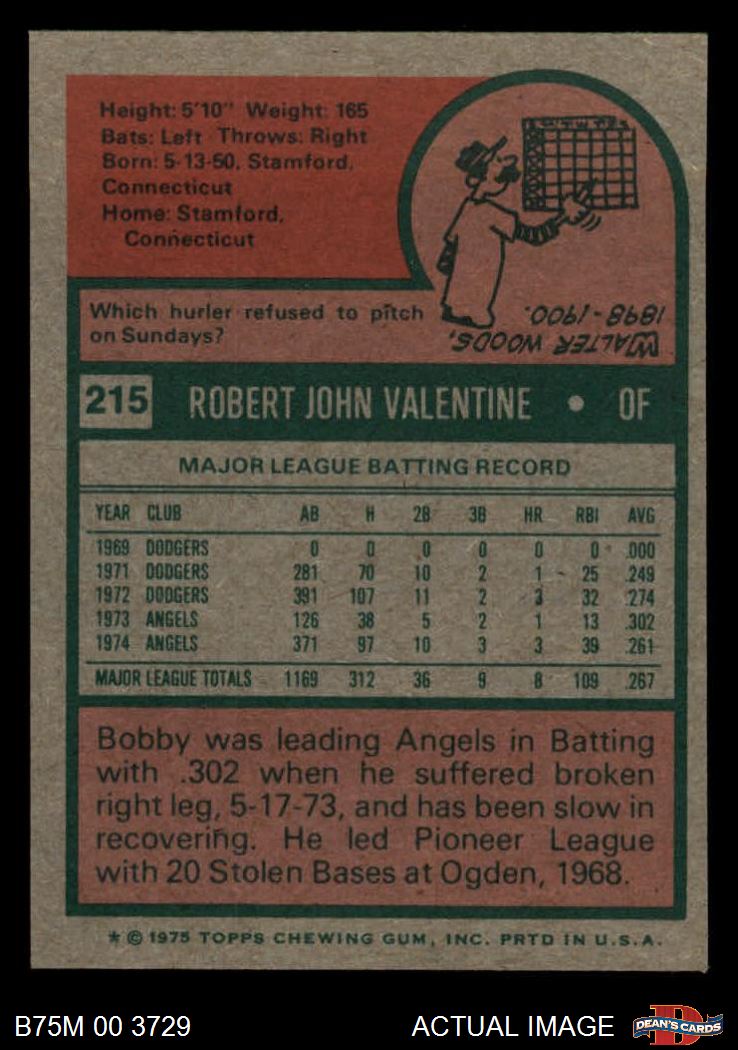 Height: 5'10" Weight: 165
Bats: Left Throws: Right
Born: 5-13-50, Stamford,
Connecticut
Home: Stamford,
Connecticut
Which hurler refused to pitch
on Sundays?
WALTER WOODS,
1898-1900.
215 ROBERT JOHN VALENTINE • OF
MAJOR LEAGUE BATTING RECORD
YEAR CLUB AB H 2B 3B HR RBI AVG
1969 DODGERS 0 0 0 0 0 0 .000
1971 DODGERS 281 70 10 2 1 25 .249
1972 DODGERS 391 107 11 2 3 32 .274
1973 ANGELS 126 38 5 2 1 13 .302
1974 ANGELS 371 97 10 3 3 39 .261
MAJOR LEAGUE TOTALS 1169 312 36 9 8 109 .267
Bobby was leading Angels in Batting
with .302 when he suffered broken
right leg, 5-17-73, and has been slow in
recovering. He led Pioneer League
with 20 Stolen Bases at Ogden, 1968.
* © 1975 TOPPS CHEWING GUM, INC. PRTD IN U.S.A.
B75M 00 3729 ACTUAL IMAGE DEAN'S CARDS